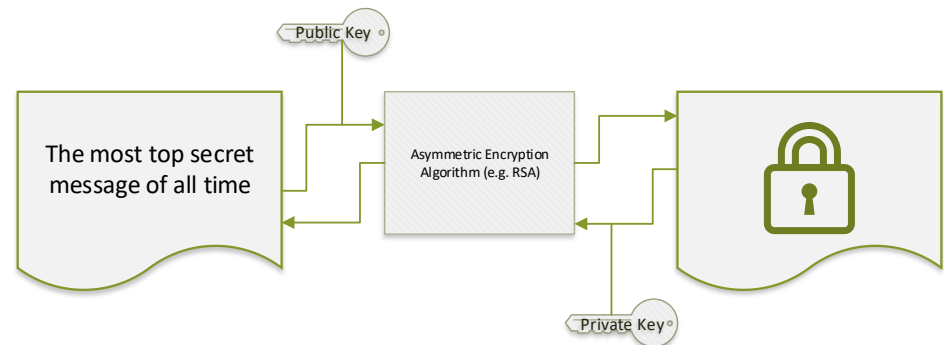 Public Key
The most top secret
message of all time
Asymmetric Encryption
Algorithm (e.g. RSA)
Private Key